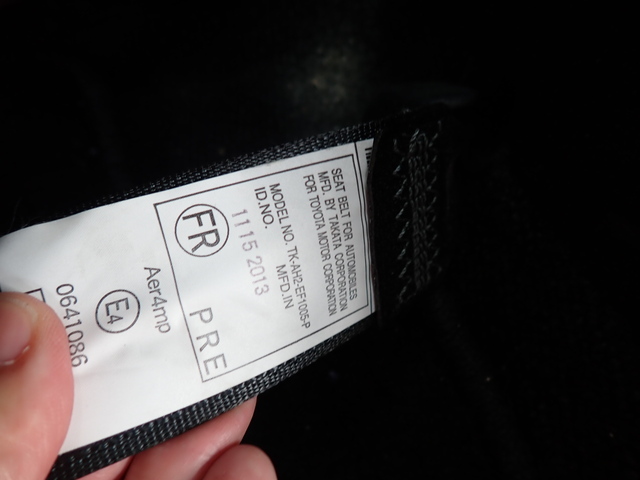 SEAT BELT FOR AUTOMOBILES
MFD. BY TAKATA CORPORATION
FOR TOYOTA MOTOR CORPORATION
MODEL NO. TK-AH2-EF1005-P
ID.NO. MFD.IN
1115 2013
FR PRE
Aer4mp
E4
0641086